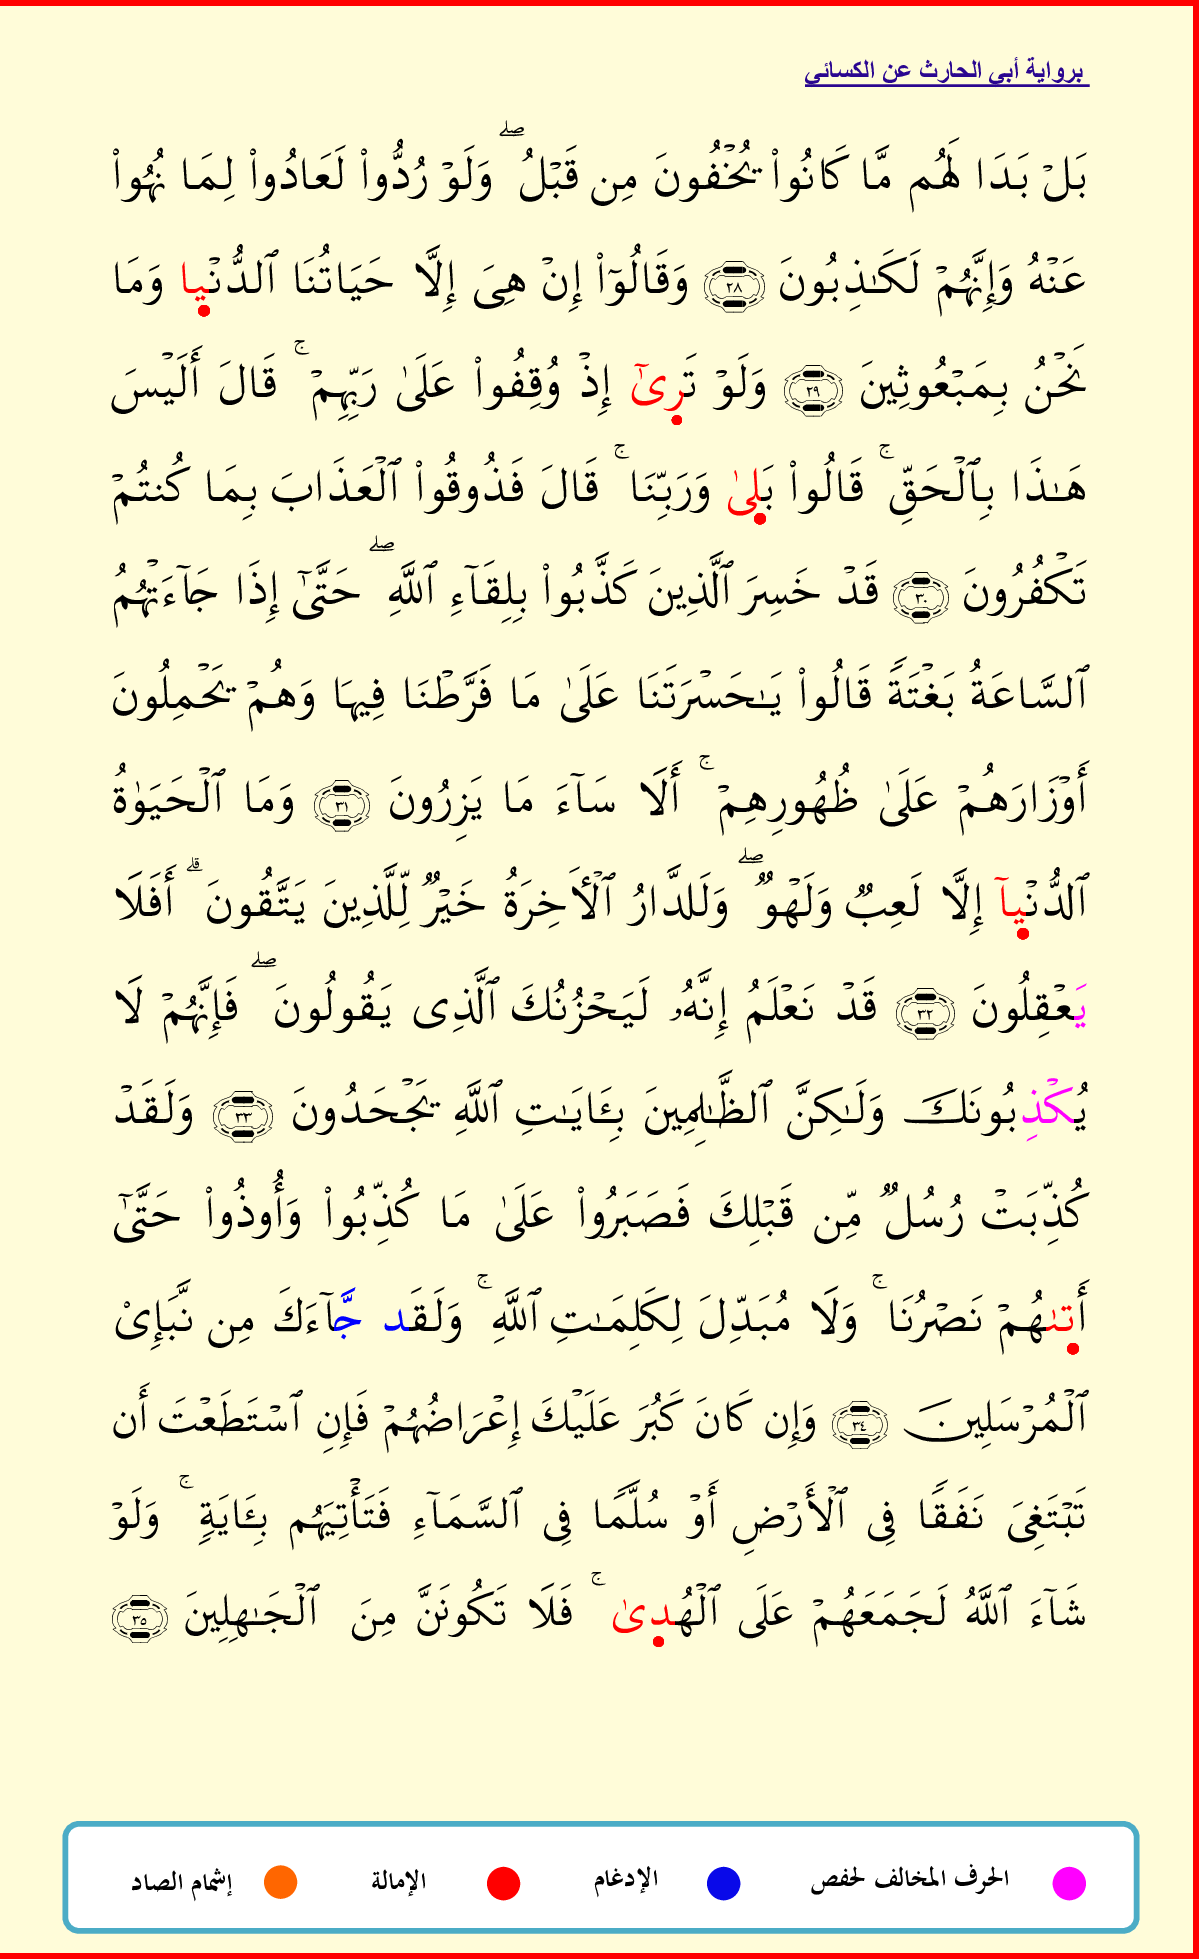 برواية أبي الحارث عن الكسائي
بَلۡ بَدَا لَهُم مَّا كَانُواْ يُخۡفُونَ مِن قَبۡلُۖ وَلَوۡ رُدُّواْ لَعَادُواْ لِمَا نُهُواْ
عَنۡهُ وَإِنَّهُمۡ لَكَٰذِبُونَ ٢٨ وَقَالُوٓاْ إِنۡ هِيَ إِلَّا حَيَاتُنَا ٱلدُّنۡيا وَمَا
نَحۡنُ بِمَبۡعُوثِينَ ٢٩ وَلَوۡ تَرِىٰٓ إِذۡ وُقِفُواْ عَلَىٰ رَبِّهِمۡۚ قَالَ أَلَيۡسَ
هَٰذَا بِٱلۡحَقِّۚ قَالُواْ بَلِىٰ وَرَبِّنَاۚ قَالَ فَذُوقُواْ ٱلۡعَذَابَ بِمَا كُنتُمۡ
تَكۡفُرُونَ ٣٠ قَدۡ خَسِرَ ٱلَّذِينَ كَذَّبُواْ بِلِقَآءِ ٱللَّهِۖ حَتَّىٰٓ إِذَا جَآءَتۡهُمُ
ٱلسَّاعَةُ بَغۡتَةٗ قَالُواْ يَٰحَسۡرَتَنَا عَلَىٰ مَا فَرَّطۡنَا فِيهَا وَهُمۡ يَحۡمِلُونَ
أَوۡزَارَهُمۡ عَلَىٰ ظُهُورِهِمۡۚ أَلَا سَآءَ مَا يَزِرُونَ ٣١ وَمَا ٱلۡحَيَوٰةُ
ٱلدُّنۡيآ إِلَّا لَعِبٞ وَلَهۡوٞۖ وَلَلدَّارُ ٱلۡأٓخِرَةُ خَيۡرٞ لِّلَّذِينَ يَتَّقُونَۗ أَفَلَا
يَعۡقِلُونَ ٣٢ قَدۡ نَعۡلَمُ إِنَّهُۥ لَيَحۡزُنُكَ ٱلَّذِي يَقُولُونَۖ فَإِنَّهُمۡ لَا
يُكۡذِبُونَكَ وَلَٰكِنَّ ٱلظَّٰلِمِينَ بِـَٔايَٰتِ ٱللَّهِ يَجۡحَدُونَ ٣٣ وَلَقَدۡ
كُذِّبَتۡ رُسُلٞ مِّن قَبۡلِكَ فَصَبَرُواْ عَلَىٰ مَا كُذِّبُواْ وَأُوذُواْ حَتَّىٰٓ
أَتىٰهُمۡ نَصۡرُنَاۚ وَلَا مُبَدِّلَ لِكَلِمَٰتِ ٱللَّهِۚ وَلَقَد جَّآءَكَ مِن نَّبَإِيْ
ٱلۡمُرۡسَلِينَ ٣٤ وَإِن كَانَ كَبُرَ عَلَيۡكَ إِعۡرَاضُهُمۡ فَإِنِ ٱسۡتَطَعۡتَ أَن
تَبۡتَغِيَ نَفَقٗا فِي ٱلۡأَرۡضِ أَوۡ سُلَّمٗا فِي ٱلسَّمَآءِ فَتَأۡتِيَهُم بِـَٔايَةٖۚ وَلَوۡ
شَآءَ ٱللَّهُ لَجَمَعَهُمۡ عَلَى ٱلۡهُدِىٰۚ فَلَا تَكُونَنَّ مِنَ ٱلۡجَٰهِلِينَ ٣٥
الحرف المخالف لحفص الإدغام الإمالة إشمام الصاد